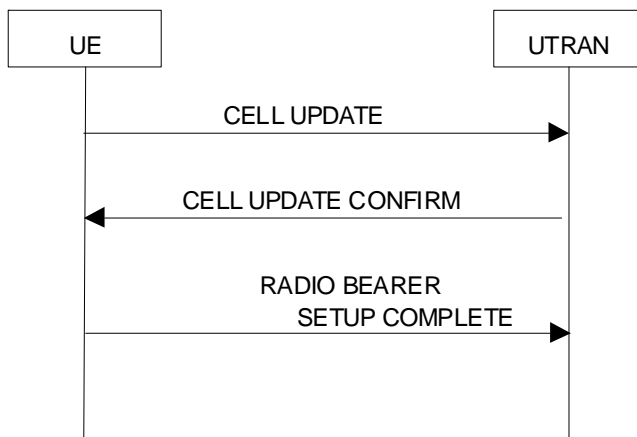 UE
UTRAN
CELL UPDATE
CELL UPDATE CONFIRM
RADIO BEARER
SETUP COMPLETE